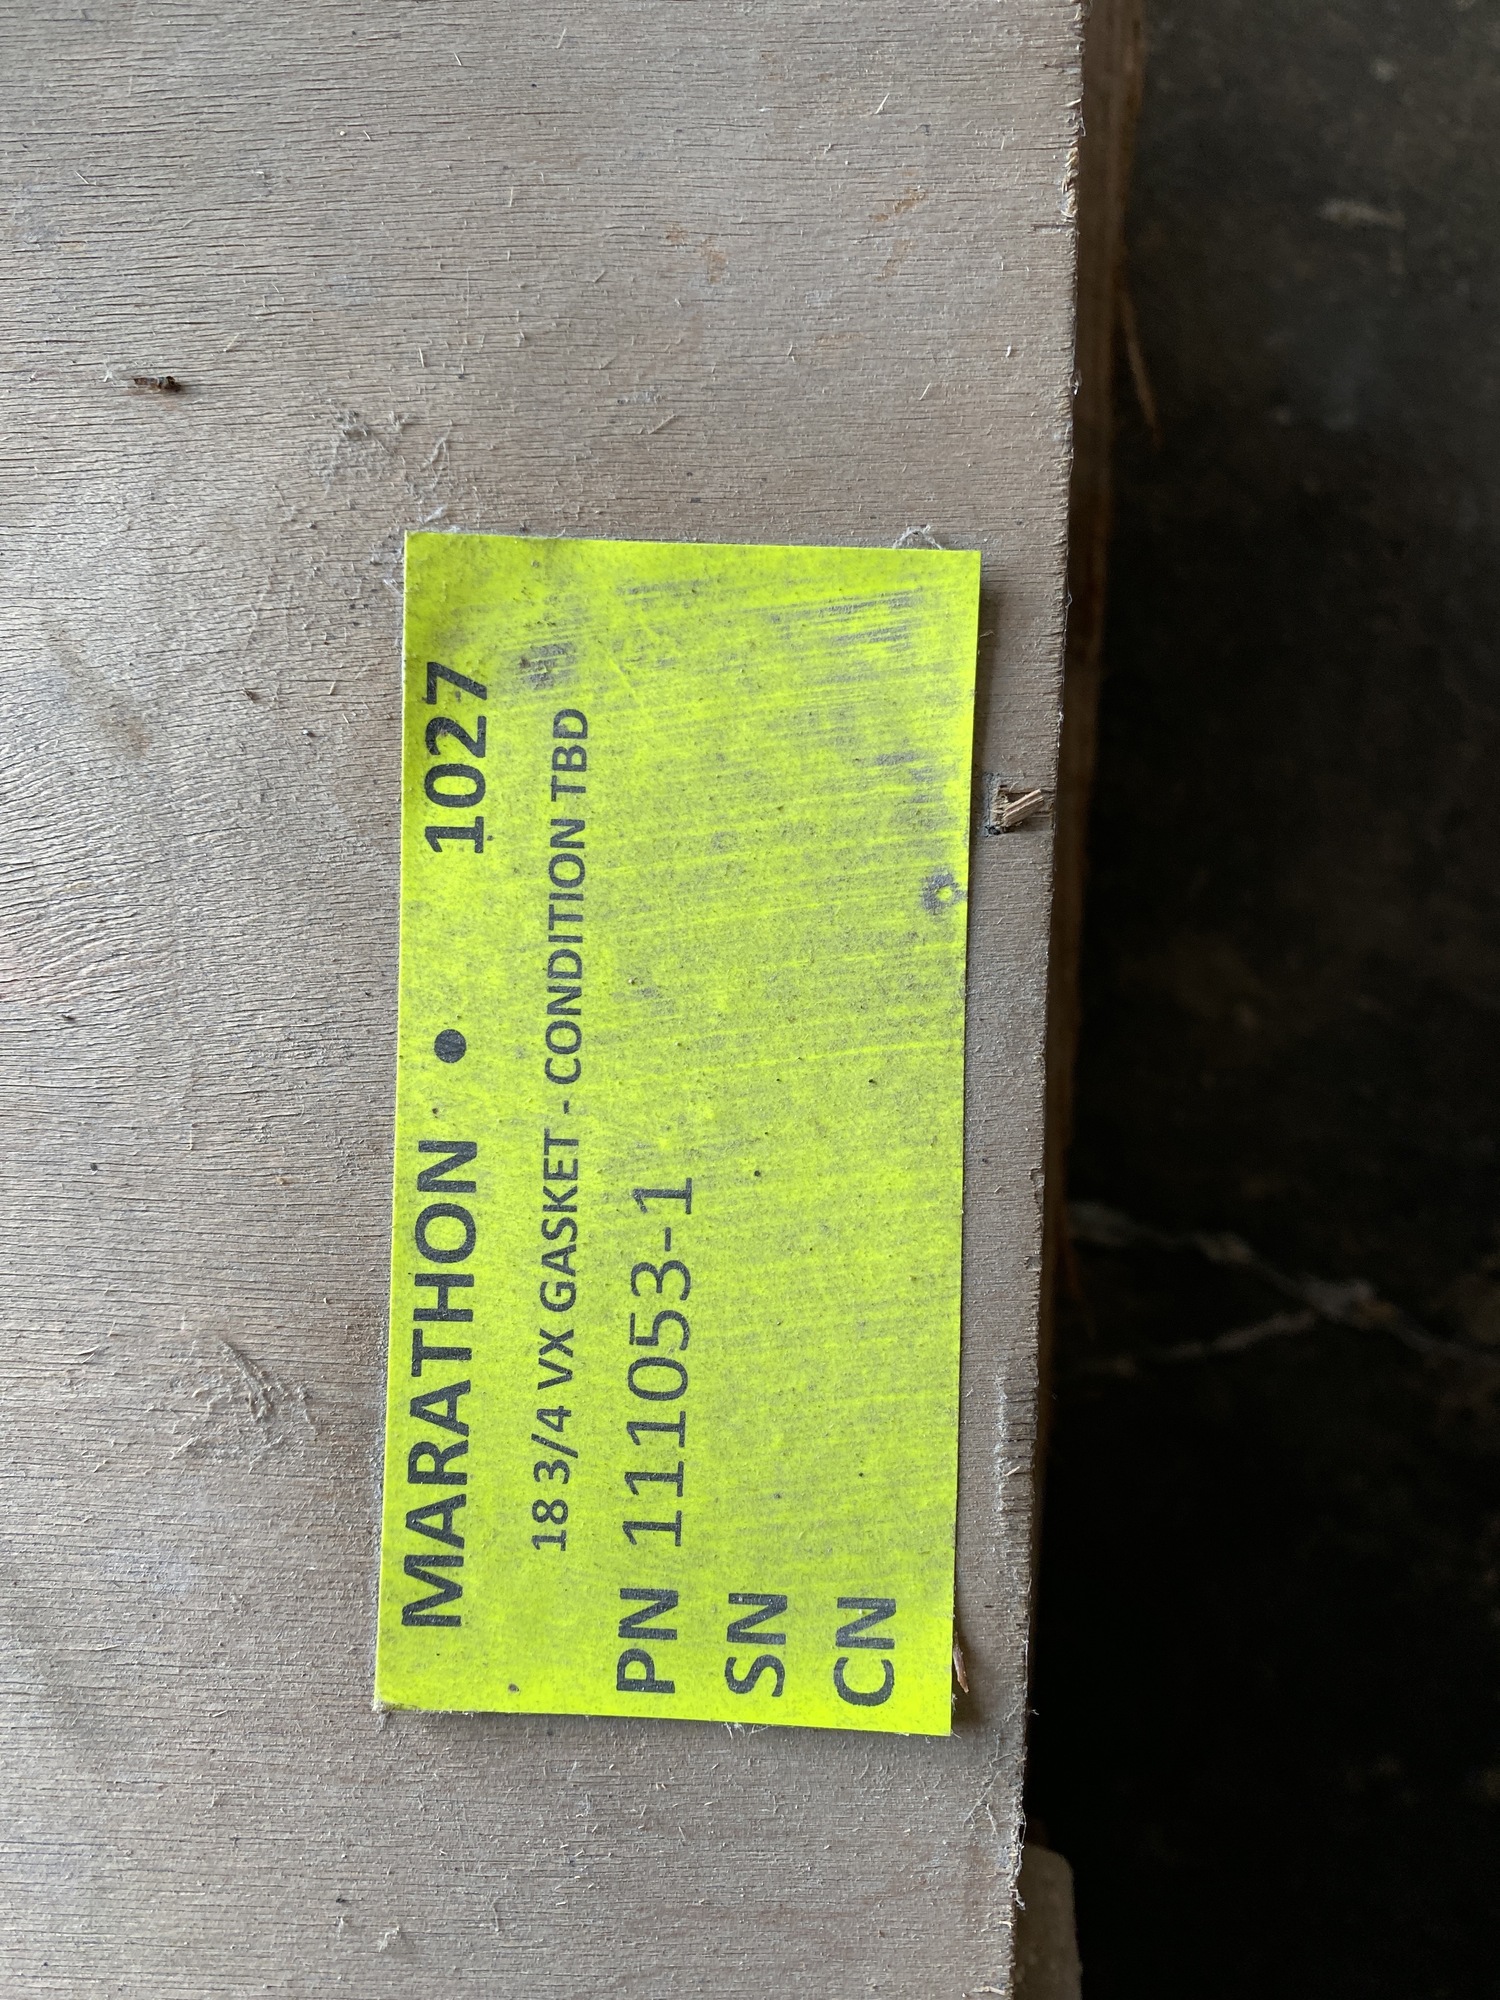 MARATHON • 1027
18 3/4 VX GASKET - CONDITION TBD
PN 111053-1
SN
CN